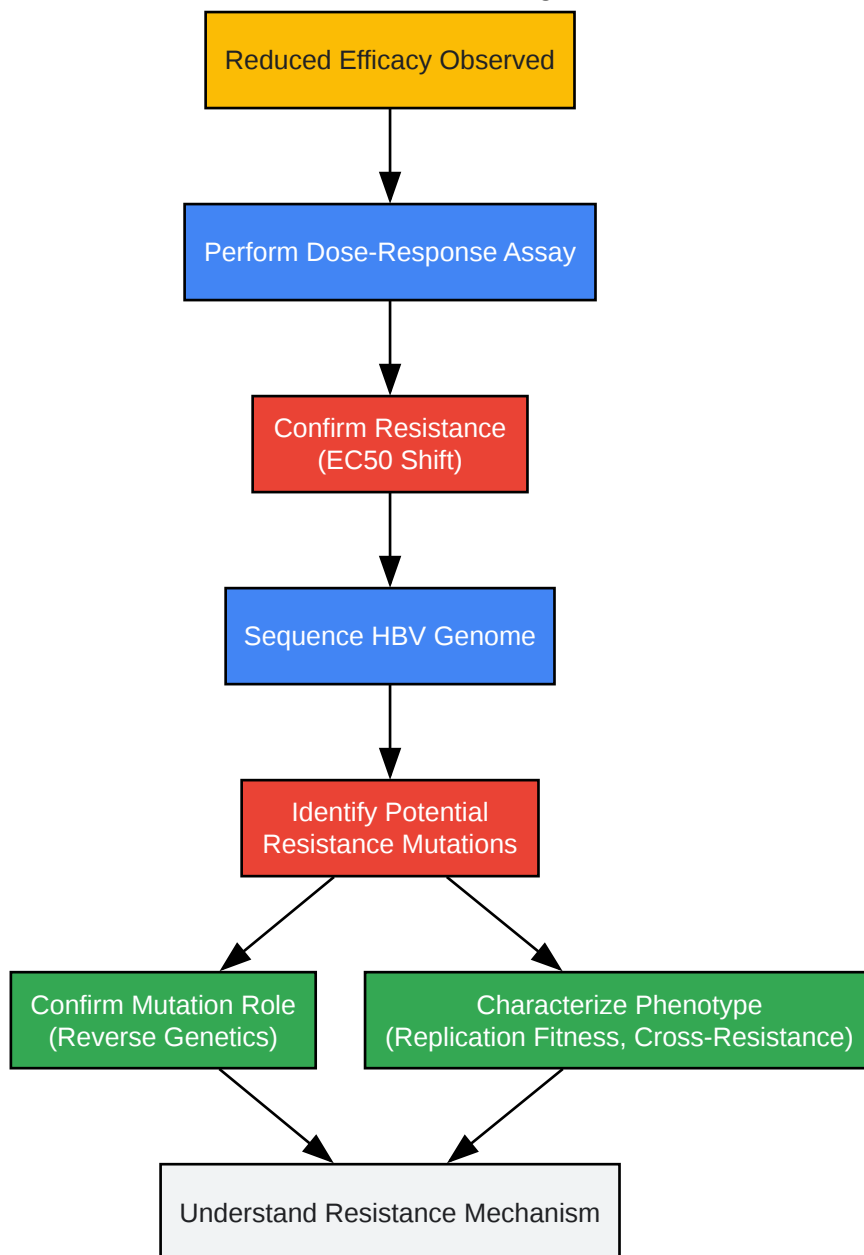 Reduced Efficacy Observed
Perform Dose-Response Assay
Confirm Resistance
(EC50 Shift)
Sequence HBV Genome
Identify Potential
Resistance Mutations
Confirm Mutation Role
(Reverse Genetics)
Characterize Phenotype
(Replication Fitness, Cross-Resistance)
Understand Resistance Mechanism